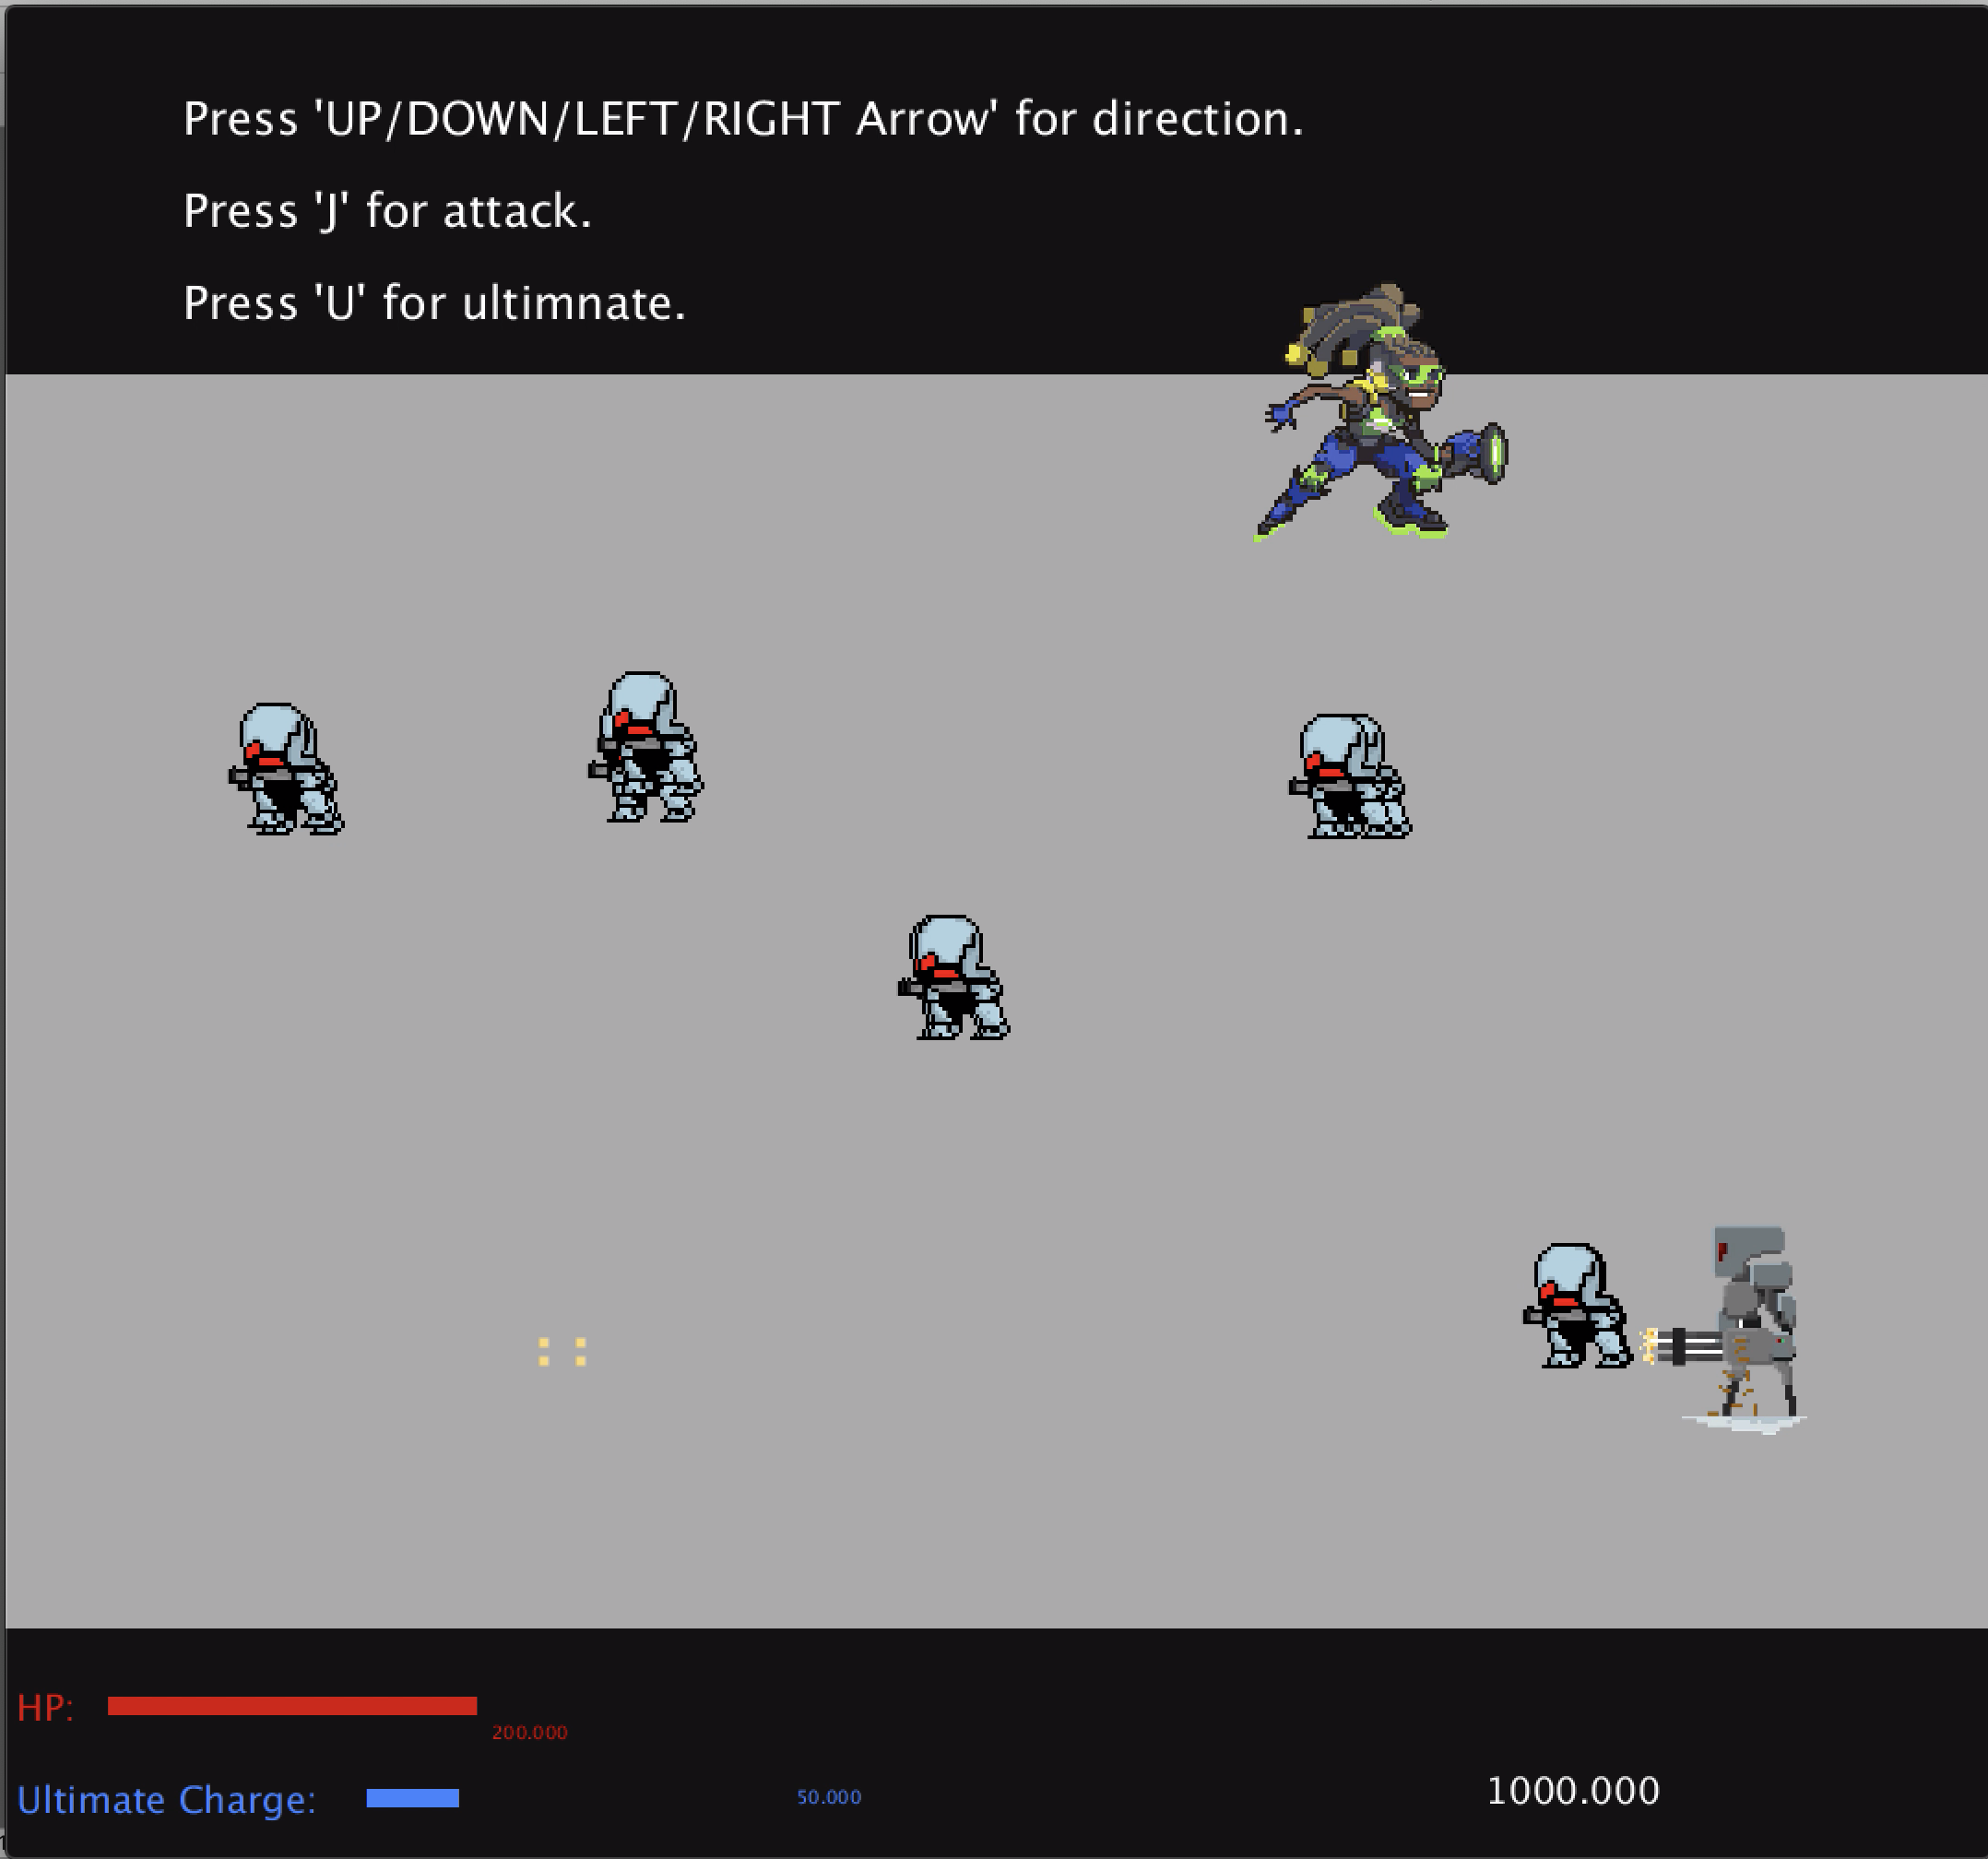 Press 'UP/DOWN/LEFT/RIGHT Arrow' for direction.
Press 'J' for attack.
Press 'U' for ultimnate.
HP:
200.000
Ultimate Charge:
50.000
1000.000